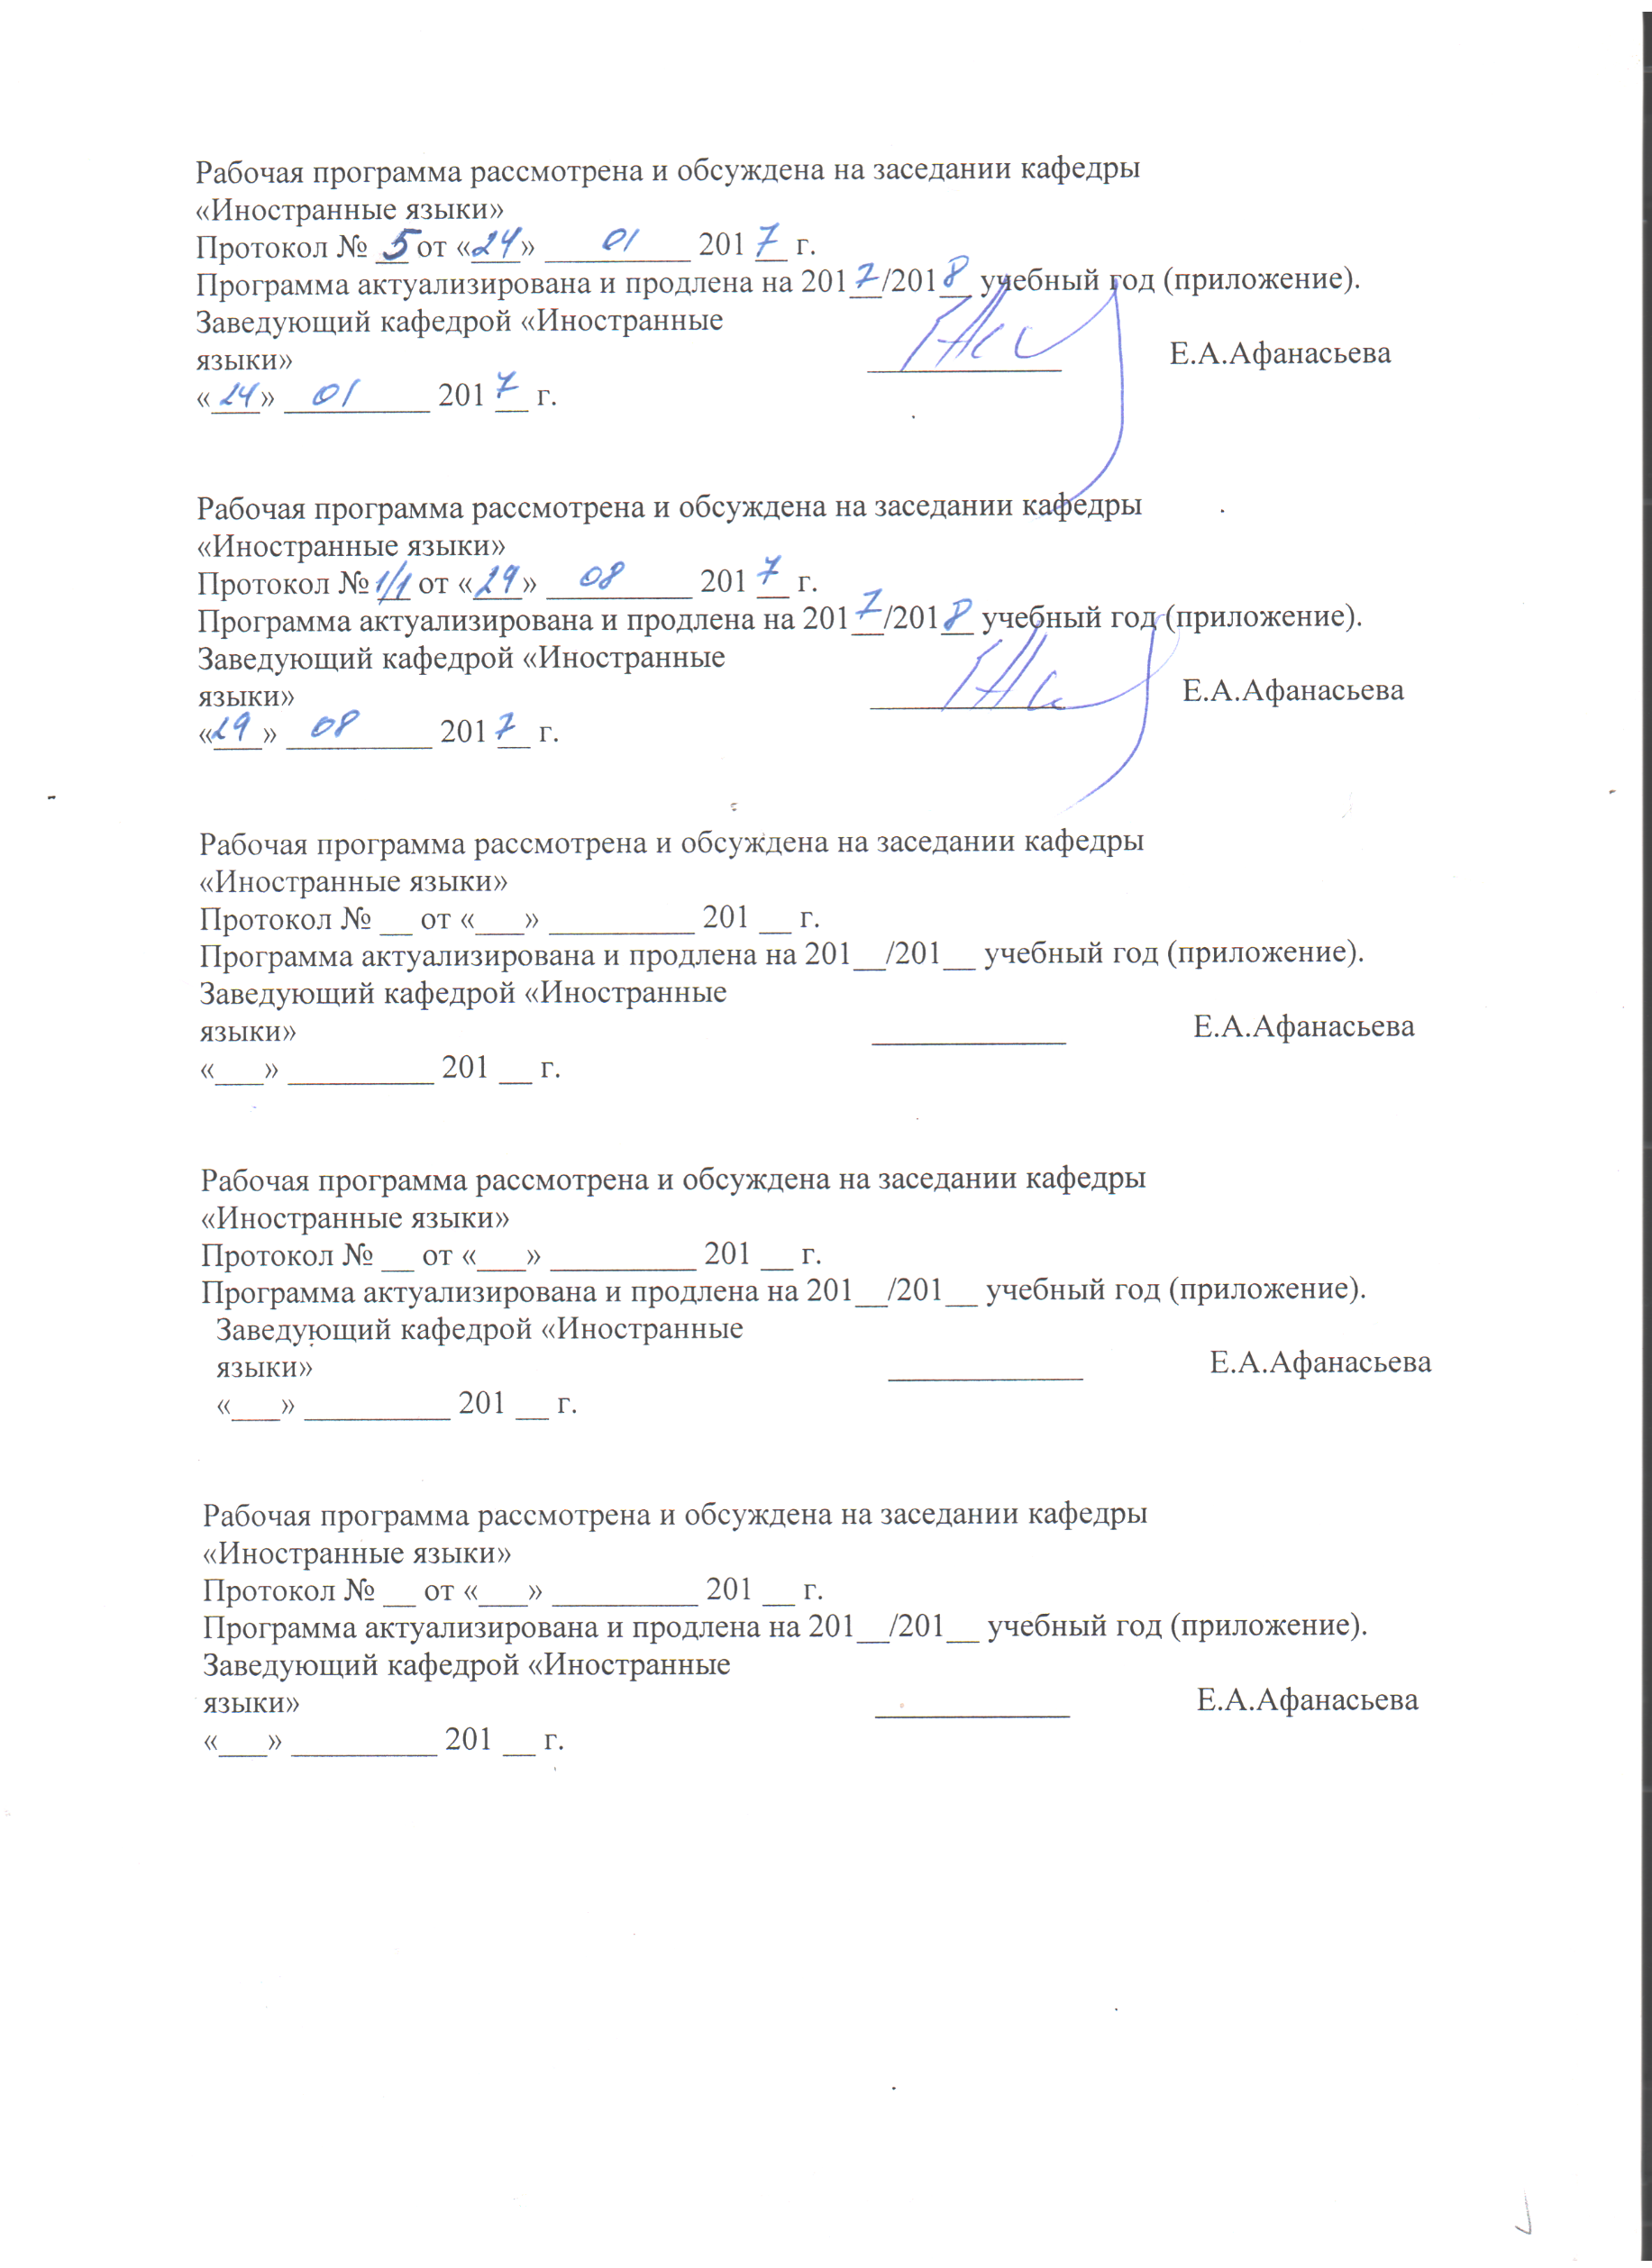 Рабочая программа рассмотрена и обсуждена на заседании кафедры
«Иностранные языки»
Протокол № 5 от «24» 01 2017 г.
Программа актуализирована и продлена на 2017/2018 учебный год (приложение).
Заведующий кафедрой «Иностранные
языки» Е.А.Афанасьева
«24» 01 2017 г.
Рабочая программа рассмотрена и обсуждена на заседании кафедры
«Иностранные языки»
Протокол № 1/1 от «29» 08 2017 г.
Программа актуализирована и продлена на 2017/2018 учебный год (приложение).
Заведующий кафедрой «Иностранные
языки» Е.А.Афанасьева
«29» 08 2017 г.
Рабочая программа рассмотрена и обсуждена на заседании кафедры
«Иностранные языки»
Протокол № __ от «___» _________ 201 __ г.
Программа актуализирована и продлена на 201__/201__ учебный год (приложение).
Заведующий кафедрой «Иностранные
языки» ____________ Е.А.Афанасьева
«___» _________ 201 __ г.
Рабочая программа рассмотрена и обсуждена на заседании кафедры
«Иностранные языки»
Протокол № __ от «___» _________ 201 __ г.
Программа актуализирована и продлена на 201__/201__ учебный год (приложение).
Заведующий кафедрой «Иностранные
языки» ____________ Е.А.Афанасьева
«___» _________ 201 __ г.
Рабочая программа рассмотрена и обсуждена на заседании кафедры
«Иностранные языки»
Протокол № __ от «___» _________ 201 __ г.
Программа актуализирована и продлена на 201__/201__ учебный год (приложение).
Заведующий кафедрой «Иностранные
языки» ____________ Е.А.Афанасьева
«___» _________ 201 __ г.